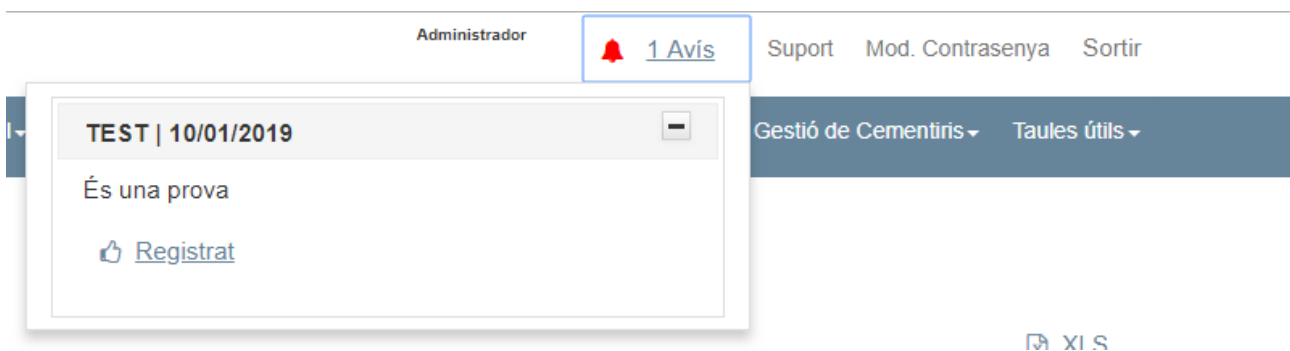 Administrador
1 Avís Suport Mod. Contrasenya Sortir
TEST | 10/01/2019
Gestió de Cementiris Taules útils
És una prova
Registrat
XLS